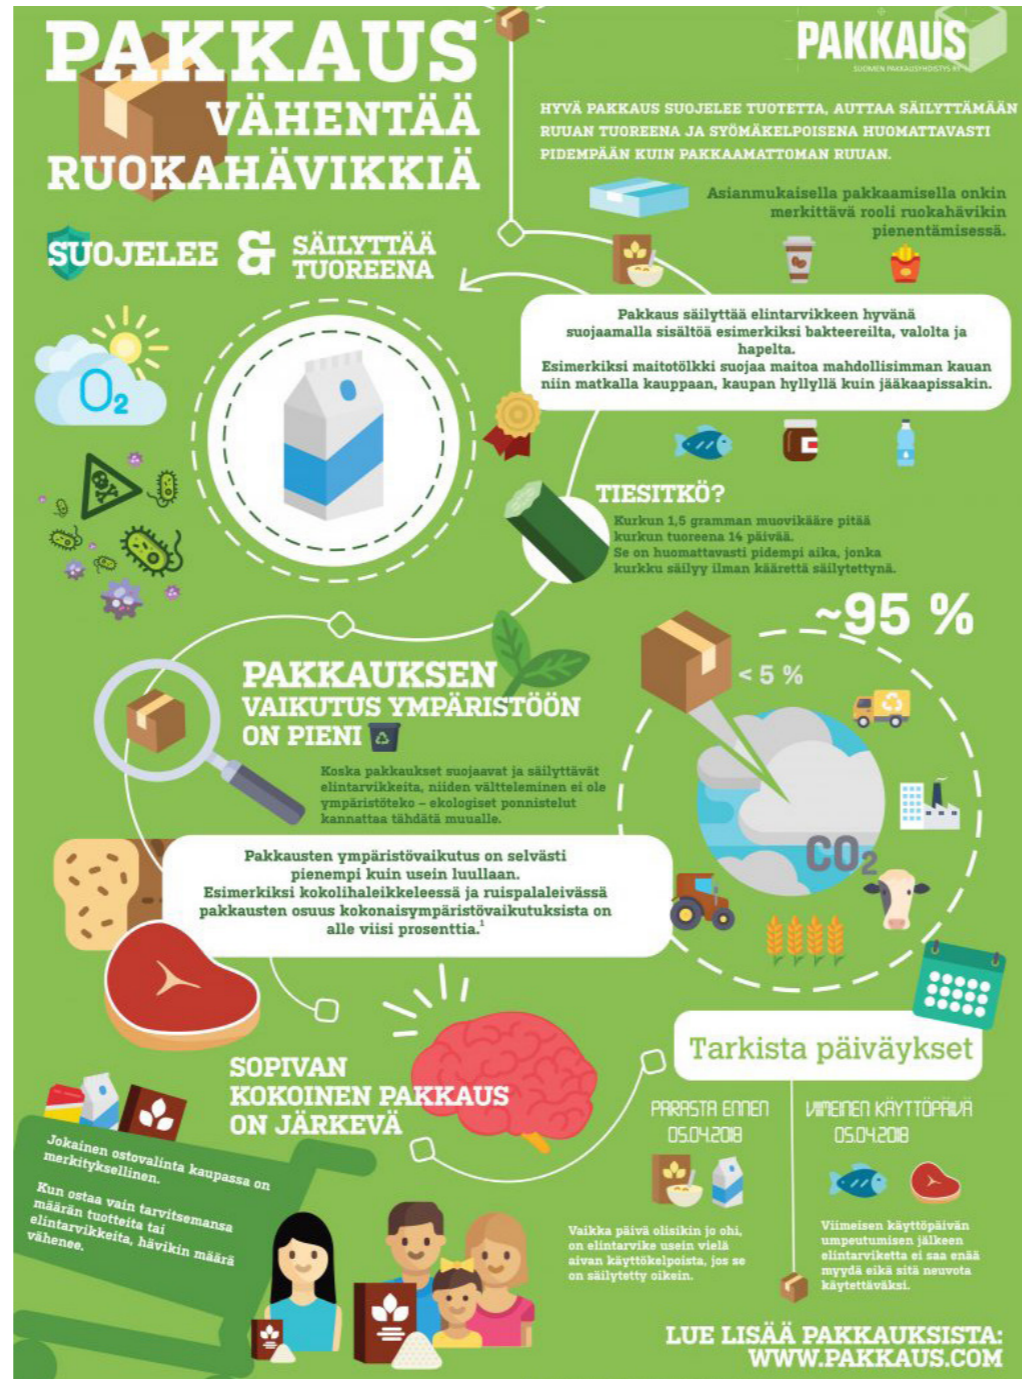 PAKKAUS
VÄHENTÄÄ
RUOKAHÄVIKKIÄ
PAKKAUS
SUOMEN PAKKAUSYHDISTYS RY
HYVÄ PAKKAUS SUOJELEE TUOTETTA, AUTTAA SÄILYTTÄMÄÄN
RUUAN TUOREENA JA SYÖMÄKELPOISENA HUOMATTAVASTI
PIDEMPÄÄN KUIN PAKKAAMATTOMAN RUUAN.
Asianmukaisella pakkaamisella onkin
merkittävä rooli ruokahävikin
pienentämisessä.
SUOJELEE & SÄILYTTÄÄ
TUOREENA
Pakkaus säilyttää elintarvikkeen hyvänä
suojaamalla sisältöä esimerkiksi bakteereilta, valolta ja
hapelta.
Esimerkiksi maitotölkki suojaa maitoa mahdollisimman kauan
niin matkalla kauppaan, kaupan hyllyllä kuin jääkaapissakin.
O2
TIESITKÖ?
Kurkun 1,5 gramman muovikääre pitää
kurkun tuoreena 14 päivää.
Se on huomattavasti pidempi aika, jonka
kurkku säilyy ilman käärettä säilytettynä.
~95 %
< 5 %
CO2
PAKKAUKSEN
VAIKUTUS YMPÄRISTÖÖN
ON PIENI
Koska pakkaukset suojaavat ja säilyttävät
elintarvikkeita, niiden vältteleminen ei ole
ympäristöteko – ekologiset ponnistelut
kannattaa tähdätä muualle.
Pakkausten ympäristövaikutus on selvästi
pienempi kuin usein luullaan.
Esimerkiksi kokolihaleikkeleessä ja ruispalaleivässä
pakkausten osuus kokonaisympäristövaikutuksista on
alle viisi prosenttia.¹
SOPIVAN
KOKOINEN PAKKAUS
ON JÄRKEVÄ
Jokainen ostovalinta kaupassa on
merkityksellinen.
Kun ostaa vain tarvitsemansa
määrän tuotteita tai
elintarvikkeita, hävikin määrä
vähenee.
Tarkista päiväykset
PARASTA ENNEN
05.04.2018
Vaikka päivä olisikin jo ohi,
on elintarvike usein vielä
aivan käyttökelpoista, jos se
on säilytetty oikein.
VIIMEINEN KÄYTTÖPÄIVÄ
05.04.2018
Viimeisen käyttöpäivän
umpeutumisen jälkeen
elintarviketta ei saa enää
myydä eikä sitä neuvota
käytettäväksi.
LUE LISÄÄ PAKKAUKSISTA:
WWW.PAKKAUS.COM